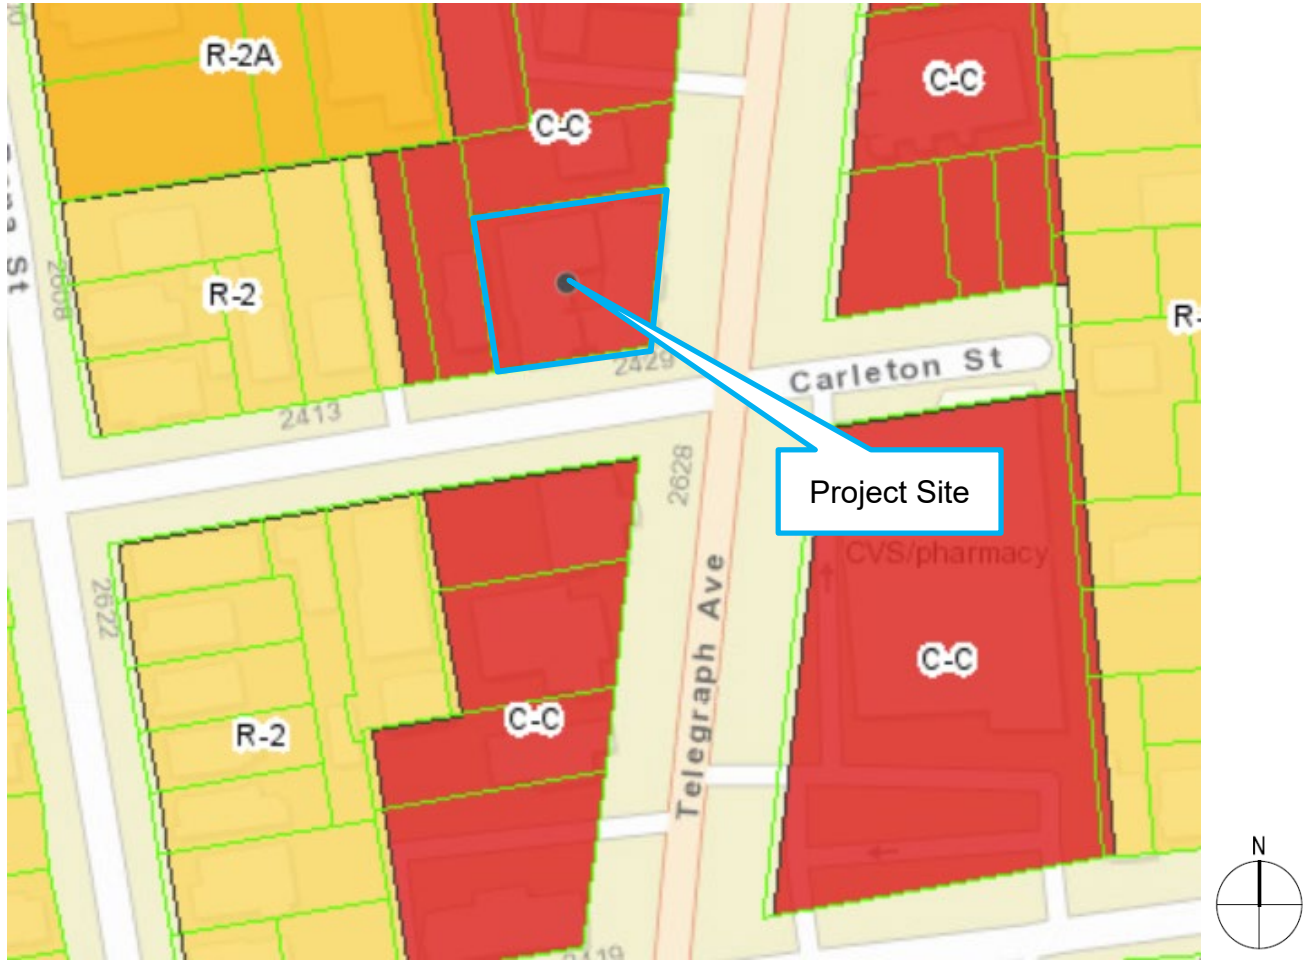 R-2A
C-C
C-C
R-2
2608
St
R-
2429
Carleton St
2413
2628
Project Site
CVS/pharmacy
2622
Telegraph Ave
C-C
C-C
R-2
N